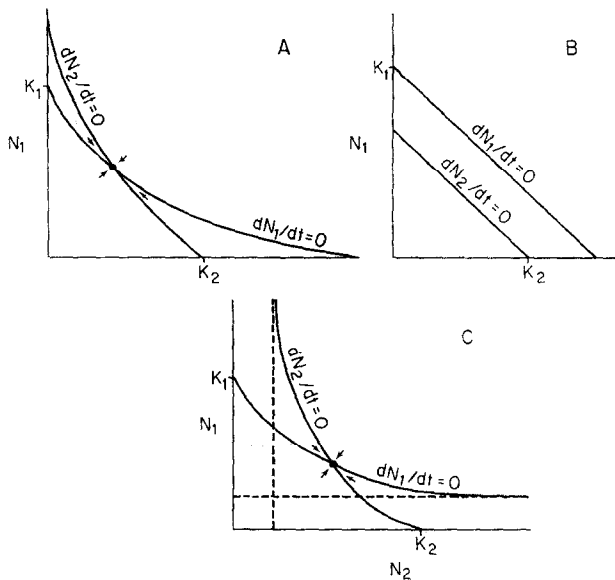 A
K₁
N₁
dN₂/dt=0
dN₁/dt=0
K₂
B
K₁
N₁
dN₁/dt=0
dN₂/dt=0
K₂
C
K₁
N₁
dN₂/dt=0
dN₁/dt=0
K₂
N₂